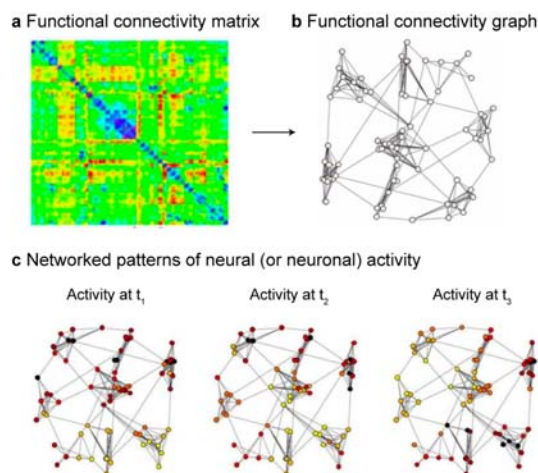 a Functional connectivity matrix
b Functional connectivity graph
c Networked patterns of neural (or neuronal) activity
Activity at t1
Activity at t2
Activity at t3